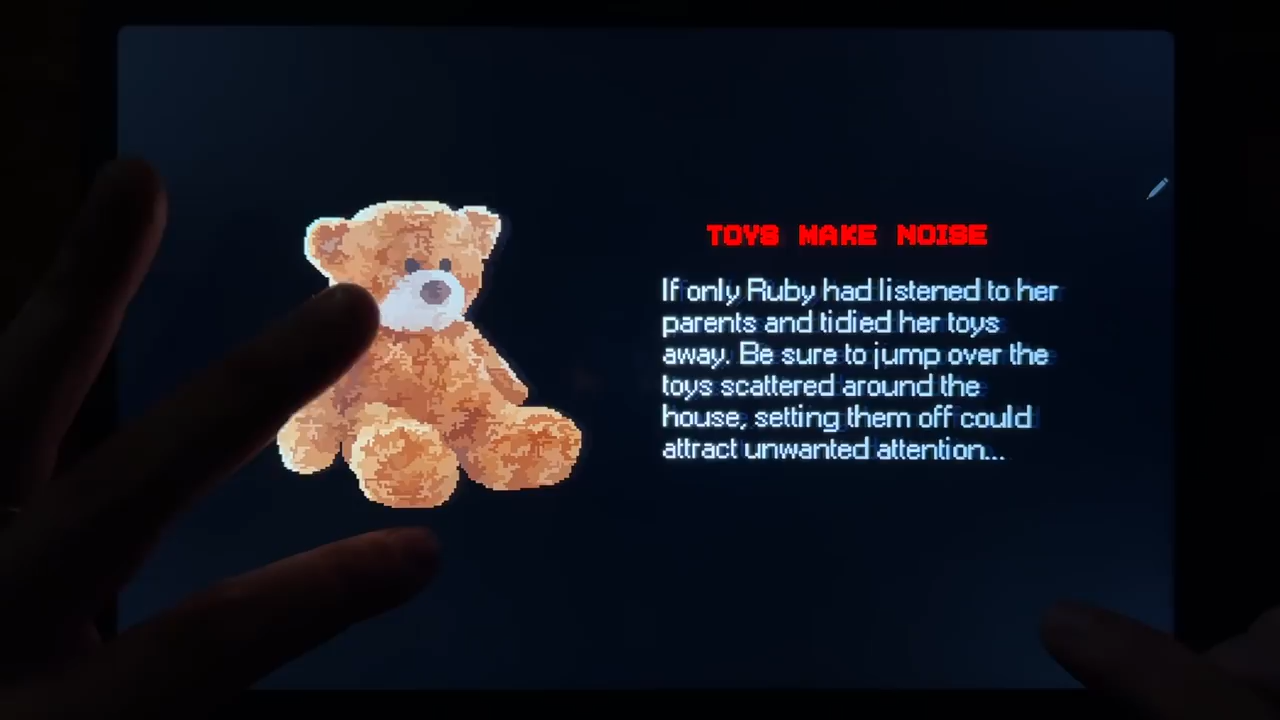 TOYS MAKE NOISE
If only Ruby had listened to her
parents and tidied her toys
away. Be sure to jump over the
toys scattered around the
house, setting them off could
attract unwanted attention...